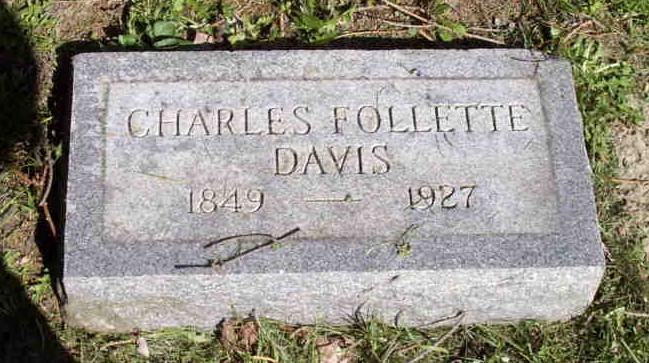 CHARLES FOLLETTE
DAVIS
1849 — 1927